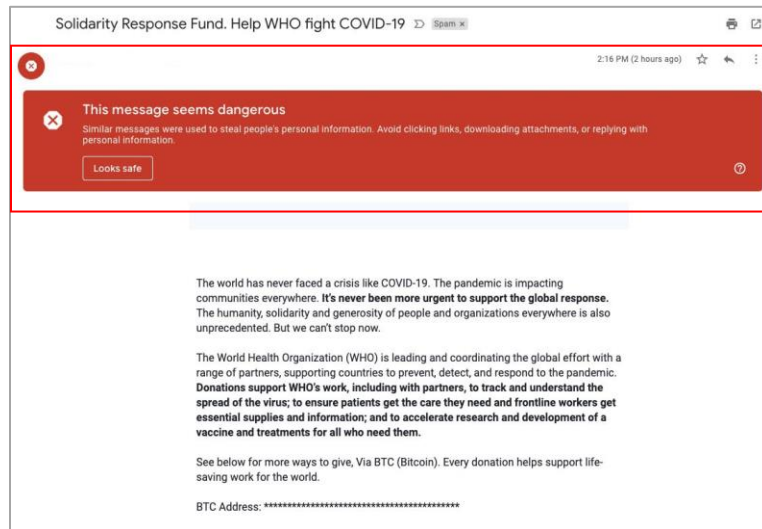 Solidarity Response Fund. Help WHO fight COVID-19 Spam x
2:16 PM (2 hours ago)
This message seems dangerous
Similar messages were used to steal people's personal information. Avoid clicking links, downloading attachments, or replying with
personal information.
Looks safe
The world has never faced a crisis like COVID-19. The pandemic is impacting
communities everywhere. It's never been more urgent to support the global response.
The humanity, solidarity and generosity of people and organizations everywhere is also
unprecedented. But we can't stop now.
The World Health Organization (WHO) is leading and coordinating the global effort with a
range of partners, supporting countries to prevent, detect, and respond to the pandemic.
Donations support WHO's work, including with partners, to track and understand the
spread of the virus; to ensure patients get the care they need and frontline workers get
essential supplies and information; and to accelerate research and development of a
vaccine and treatments for all who need them.
See below for more ways to give, Via BTC (Bitcoin). Every donation helps support life-
saving work for the world.
BTC Address: ******************************************